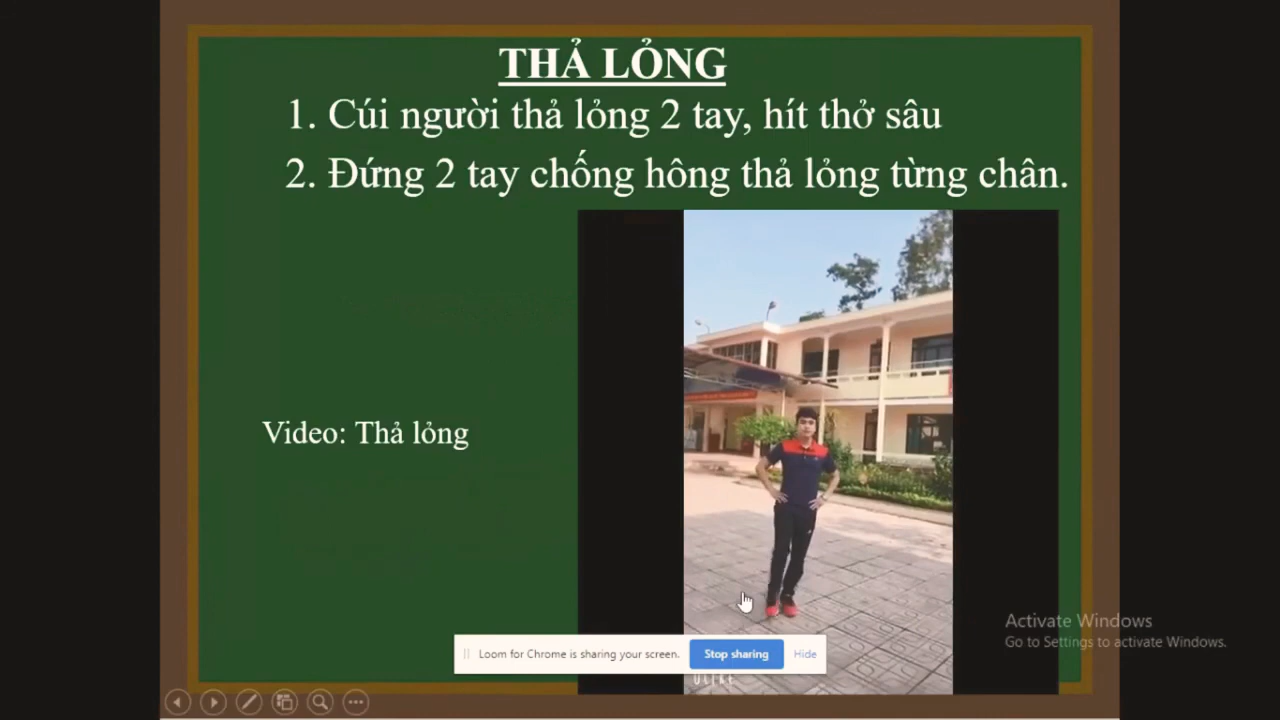 THẢ LỎNG
1. Cúi người thả lỏng 2 tay, hít thở sâu
2. Đứng 2 tay chống hông thả lỏng từng chân.
Video: Thả lỏng
Activate Windows
Go to Settings to activate Windows.
Loom for Chrome is sharing your screen. Stop sharing Hide